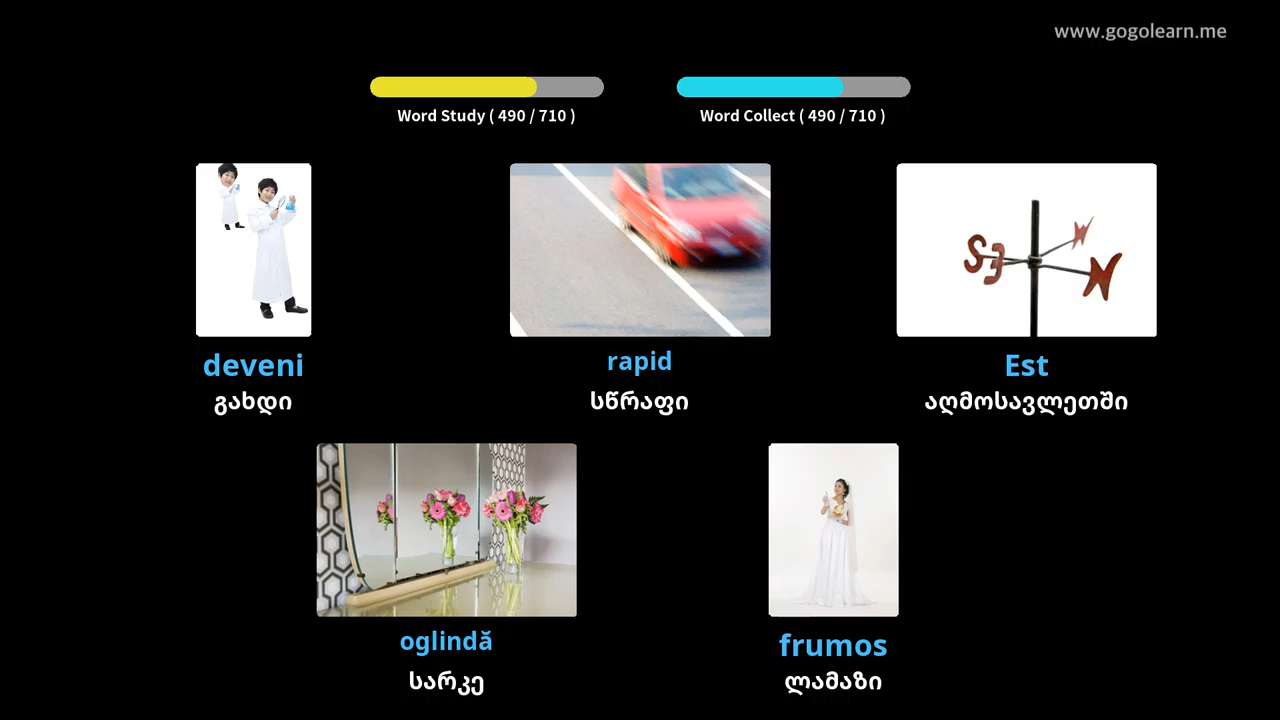 www.gogolearn.me
Word Study ( 490 / 710 )
Word Collect ( 490 / 710 )
deveni
გახდი
rapid
სწრაფი
Est
აღმოსავლეთში
oglindă
სარკე
frumos
ლამაზი